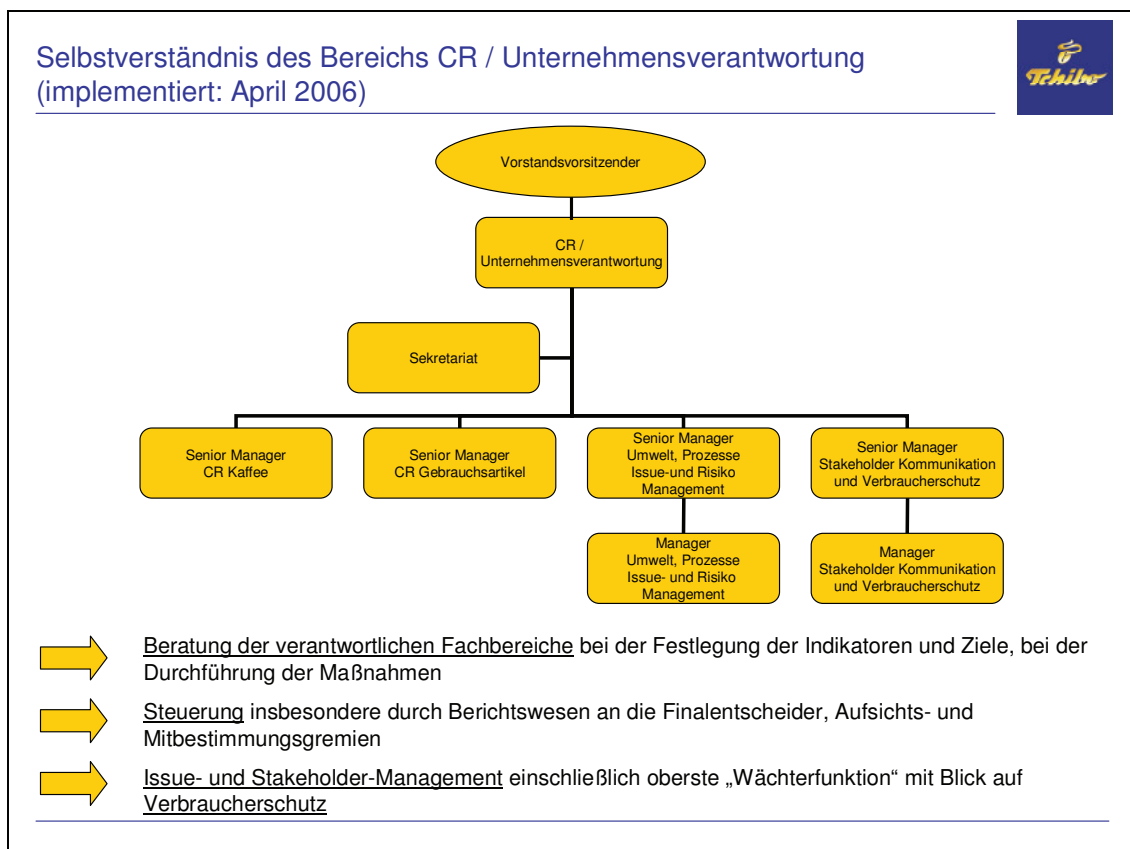 Selbstverständnis des Bereichs CR / Unternehmensverantwortung
(implementiert: April 2006)
Tchibo
Vorstandsvorsitzender
CR /
Unternehmensverantwortung
Sekretariat
Senior Manager
CR Kaffee
Senior Manager
CR Gebrauchsartikel
Senior Manager
Umwelt, Prozesse
Issue-und Risiko
Management
Senior Manager
Stakeholder Kommunikation
und Verbraucherschutz
Manager
Umwelt, Prozesse
Issue- und Risiko
Management
Manager
Stakeholder Kommunikation
und Verbraucherschutz
Beratung der verantwortlichen Fachbereiche bei der Festlegung der Indikatoren und Ziele, bei der
Durchführung der Maßnahmen
Steuerung insbesondere durch Berichtswesen an die Finalentscheider, Aufsichts- und
Mitbestimmungsgremien
Issue- und Stakeholder-Management einschließlich oberste „Wächterfunktion“ mit Blick auf
Verbraucherschutz